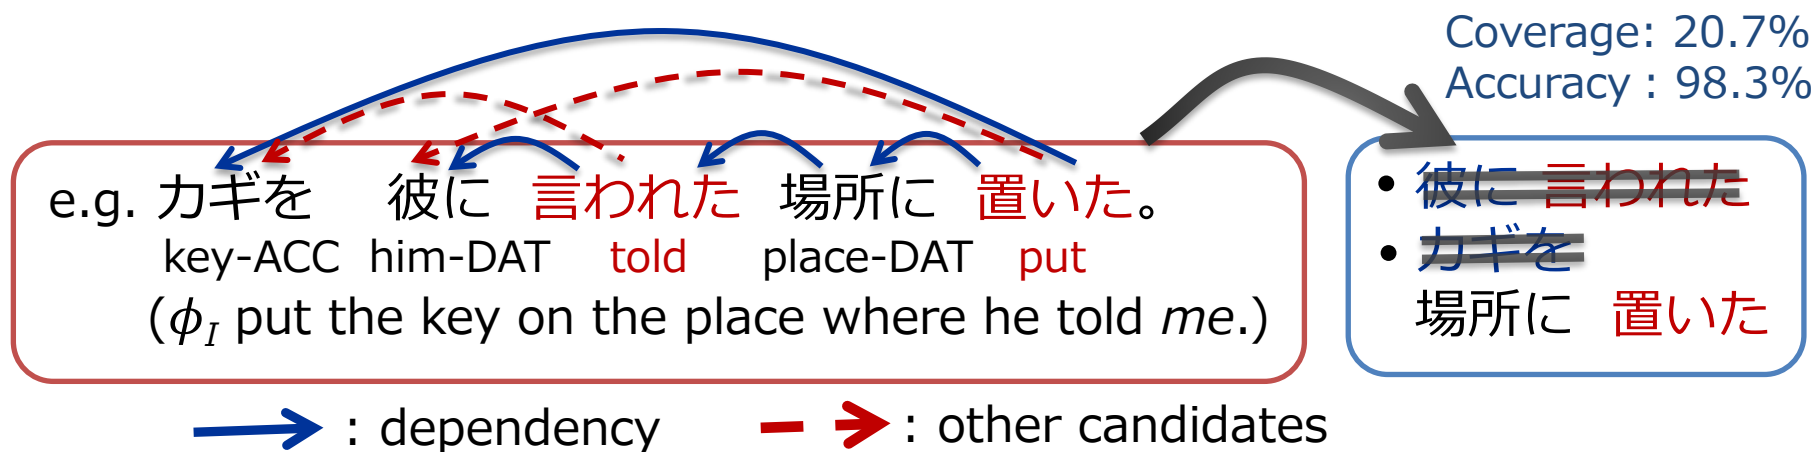 Coverage: 20.7%
Accuracy : 98.3%
e.g. カギを 彼に 言われた 場所に 置いた。
key-ACC him-DAT told place-DAT put
(ϕI put the key on the place where he told me.)
• 彼に 言われた
• カギを
場所に 置いた
: dependency : other candidates